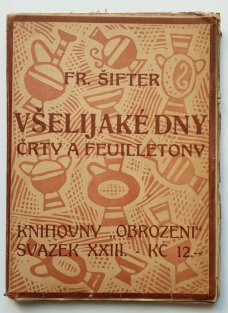 FR. ŠIFTER
VŠELIJAKÉ DNY
ČRTY A FEUILLETONY
KNIHOVNY „OBROZENÍ“
SVAZEK XXIII. - KČ 12.--